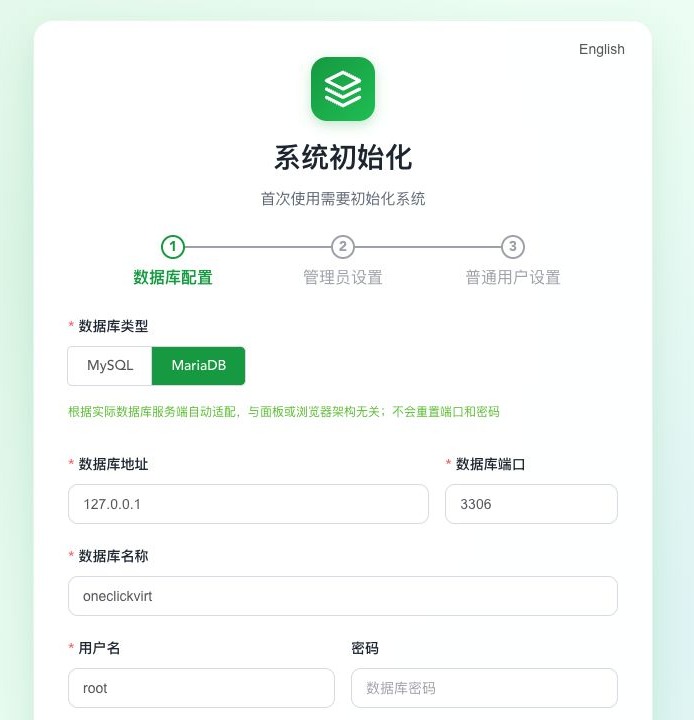 English
系统初始化
首次使用需要初始化系统
1 2 3
数据库配置 管理员设置 普通用户设置
* 数据库类型
MySQL MariaDB
根据实际数据库服务端自动适配，与面板或浏览器架构无关；不会重置端口和密码
* 数据库地址 * 数据库端口
127.0.0.1 3306
* 数据库名称
oneclickvirt
* 用户名 密码
root 数据库密码